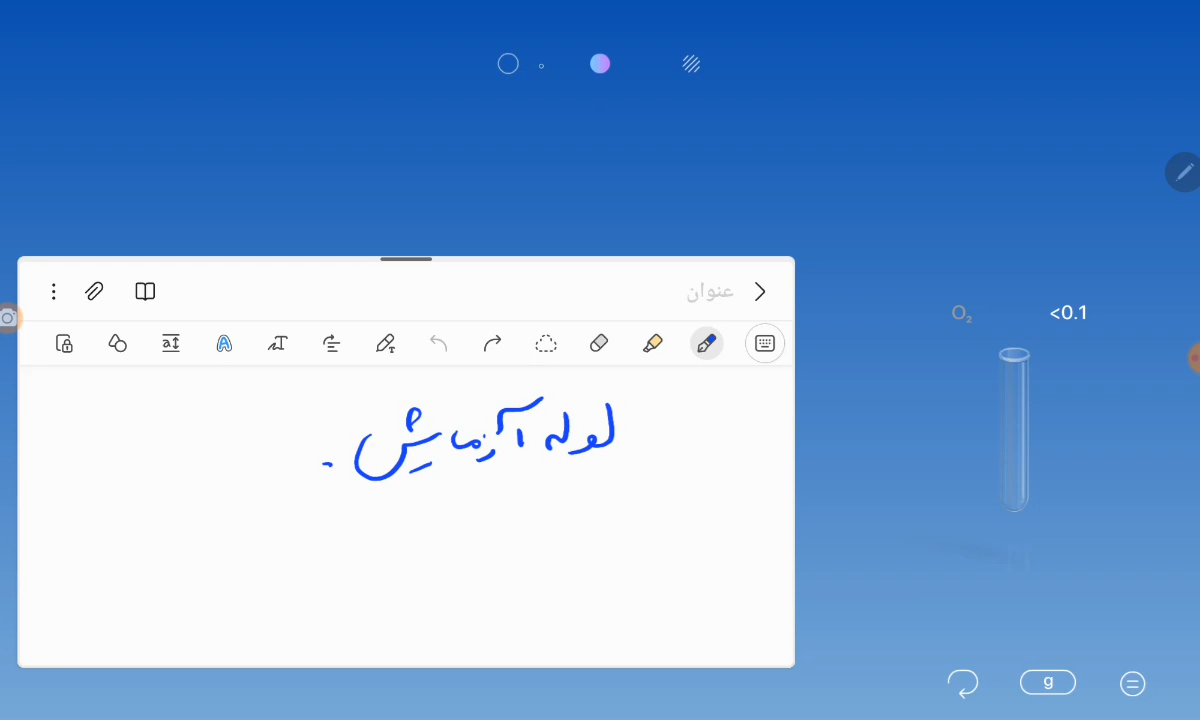 عنوان
O₂ <0.1
لوله آزمایش .
g